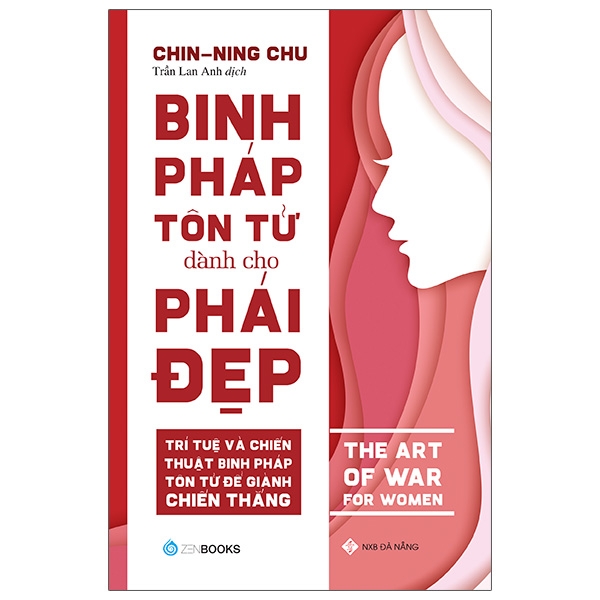 CHIN–NING CHU
Trần Lan Anh dịch
BINH
PHÁP
TÔN TỬ
dành cho
PHÁI
ĐẸP
TRÍ TUỆ VÀ CHIẾN
THUẬT BINH PHÁP
TÔN TỬ ĐỂ GIÀNH
CHIẾN THẮNG
THE ART
OF WAR
FOR WOMEN
ZENBOOKS
NXB ĐÀ NẴNG